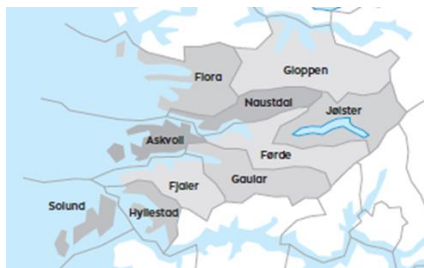 Flora
Gloppen
Naustdal
Jølster
Askvoll
Førde
Fjaler
Gaular
Solund
Hyllestad